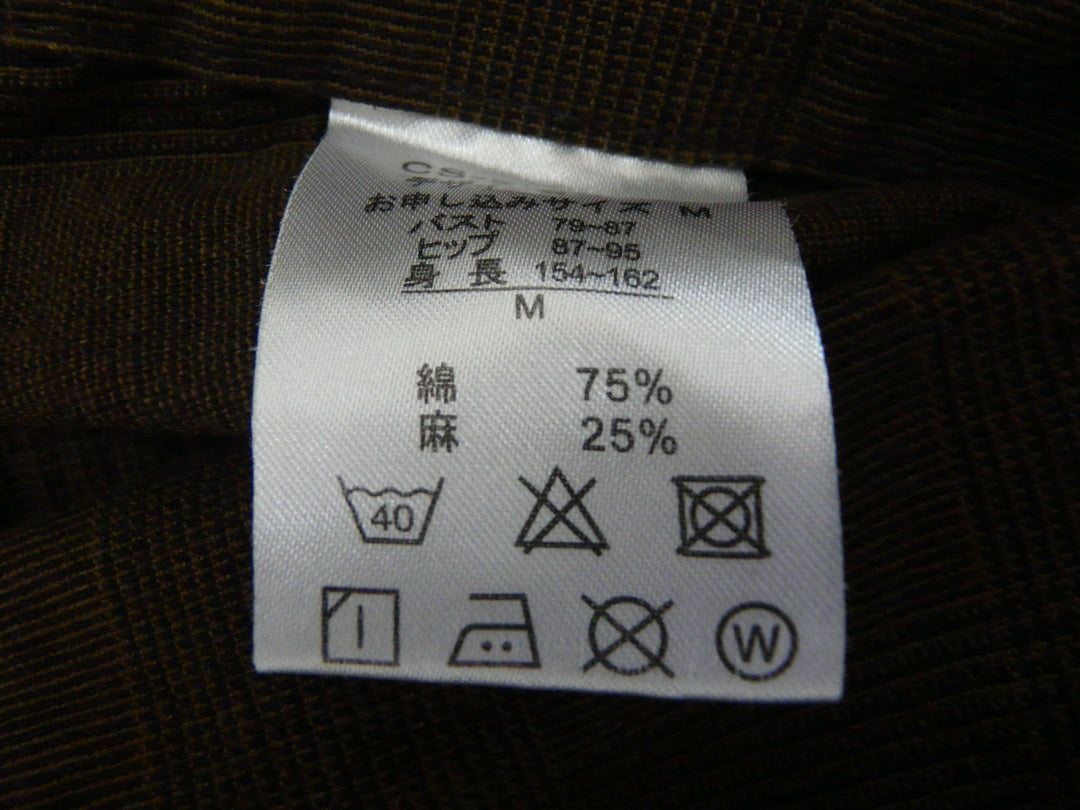 お申し込みサイズ M
バスト 79~87
ヒップ 87~95
身長 154~162
M
綿 75%
麻 25%
40
W